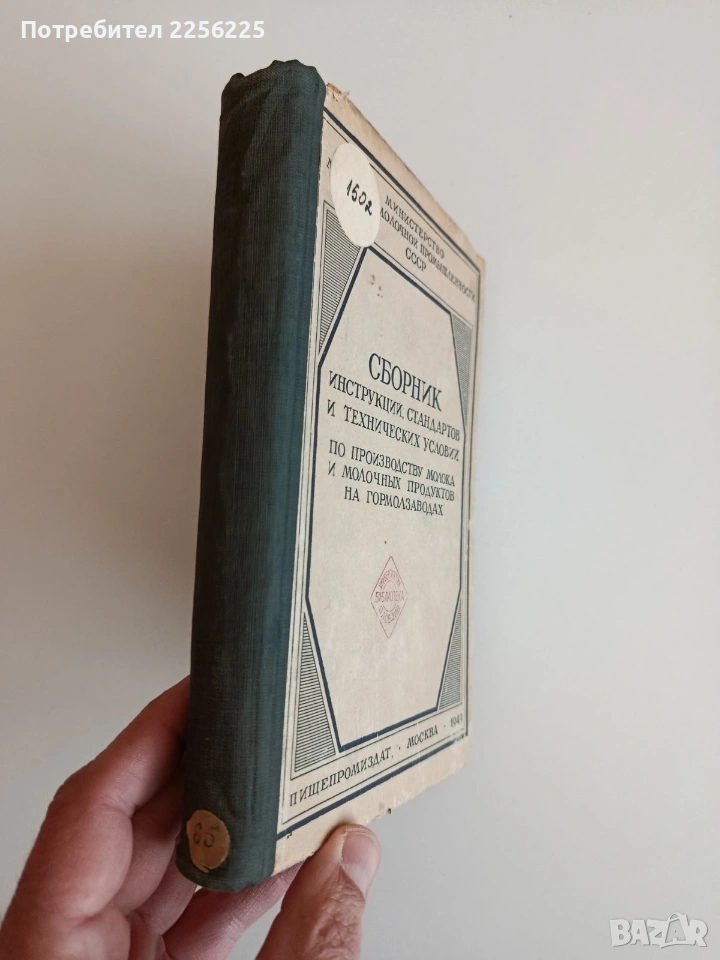 Потребител 2256225
1502
МИНИСТЕРСТВО
МОЛОЧНОЙ ПРОМЫШЛЕННОСТИ
СССР
СБОРНИК
ИНСТРУКЦИЙ, СТАНДАРТОВ
И ТЕХНИЧЕСКИХ УСЛОВИЙ
ПО ПРОИЗВОДСТВУ МОЛОКА
И МОЛОЧНЫХ ПРОДУКТОВ
НА ГОРМОЛЗАВОДАХ
БИБЛИОТЕКА
ПИЩЕПРОМИЗДАТ, · МОСКВА ·
65
BAZAR